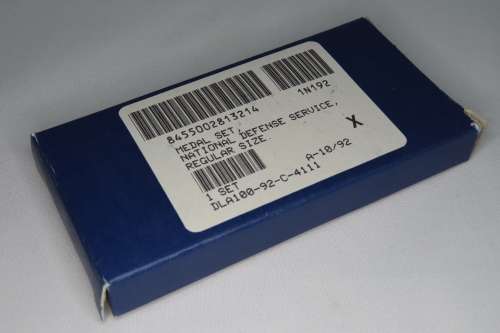 8455002813214
1N192
MEDAL SET,
NATIONAL DEFENSE SERVICE,
REGULAR SIZE.
X
1 SET
A-10/92
DLA100-92-C-4111